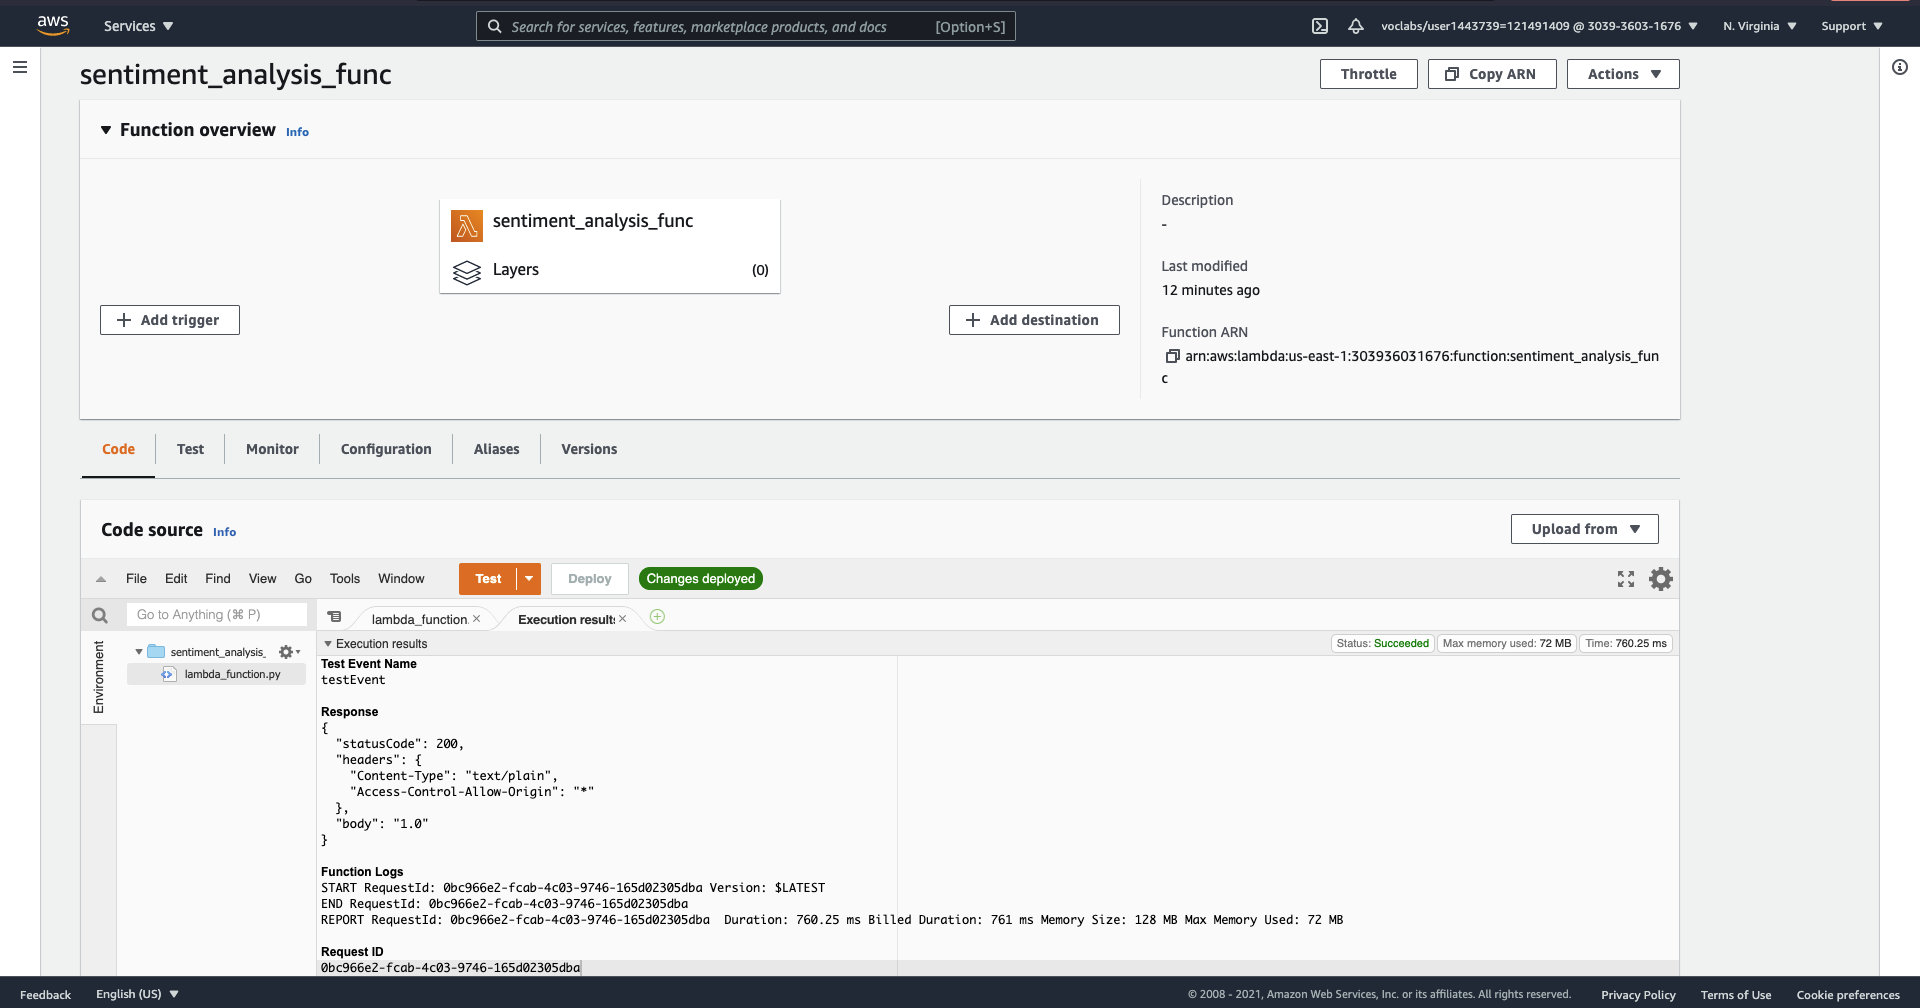 aws
Services
Search for services, features, marketplace products, and docs [Option+S]
voclabs/user1443739=121491409 @ 3039-3603-1676
N. Virginia
Support
sentiment_analysis_func
Throttle
Copy ARN
Actions
Function overview Info
sentiment_analysis_func
Layers (0)
+ Add trigger
+ Add destination
Description
-
Last modified
12 minutes ago
Function ARN
arn:aws:lambda:us-east-1:303936031676:function:sentiment_analysis_fun
c
Code
Test
Monitor
Configuration
Aliases
Versions
Code source Info
Upload from
File Edit Find View Go Tools Window
Test
Deploy
Changes deployed
Go to Anything (⌘ P)
lambda_function.
Execution results
Environment
sentiment_analysis_
lambda_function.py
Execution results
Status: Succeeded
Max memory used: 72 MB
Time: 760.25 ms
Test Event Name
testEvent
Response
{
"statusCode": 200,
"headers": {
"Content-Type": "text/plain",
"Access-Control-Allow-Origin": "*"
},
"body": "1.0"
}
Function Logs
START RequestId: 0bc966e2-fcab-4c03-9746-165d02305dba Version: $LATEST
END RequestId: 0bc966e2-fcab-4c03-9746-165d02305dba
REPORT RequestId: 0bc966e2-fcab-4c03-9746-165d02305dba  Duration: 760.25 ms Billed Duration: 761 ms Memory Size: 128 MB Max Memory Used: 72 MB
Request ID
0bc966e2-fcab-4c03-9746-165d02305dba
Feedback
English (US)
© 2008 - 2021, Amazon Web Services, Inc. or its affiliates. All rights reserved.
Privacy Policy
Terms of Use
Cookie preferences